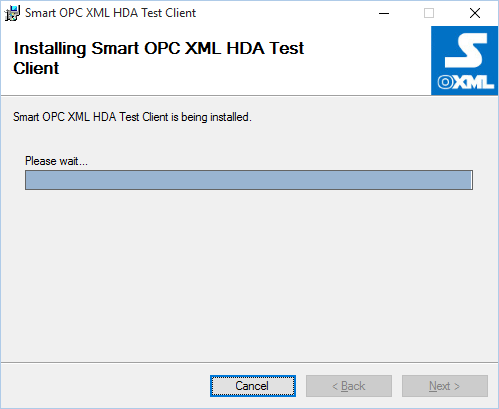 Smart OPC XML HDA Test Client
Installing Smart OPC XML HDA Test
Client
S
OXML
Smart OPC XML HDA Test Client is being installed.
Please wait...
Cancel
< Back
Next >